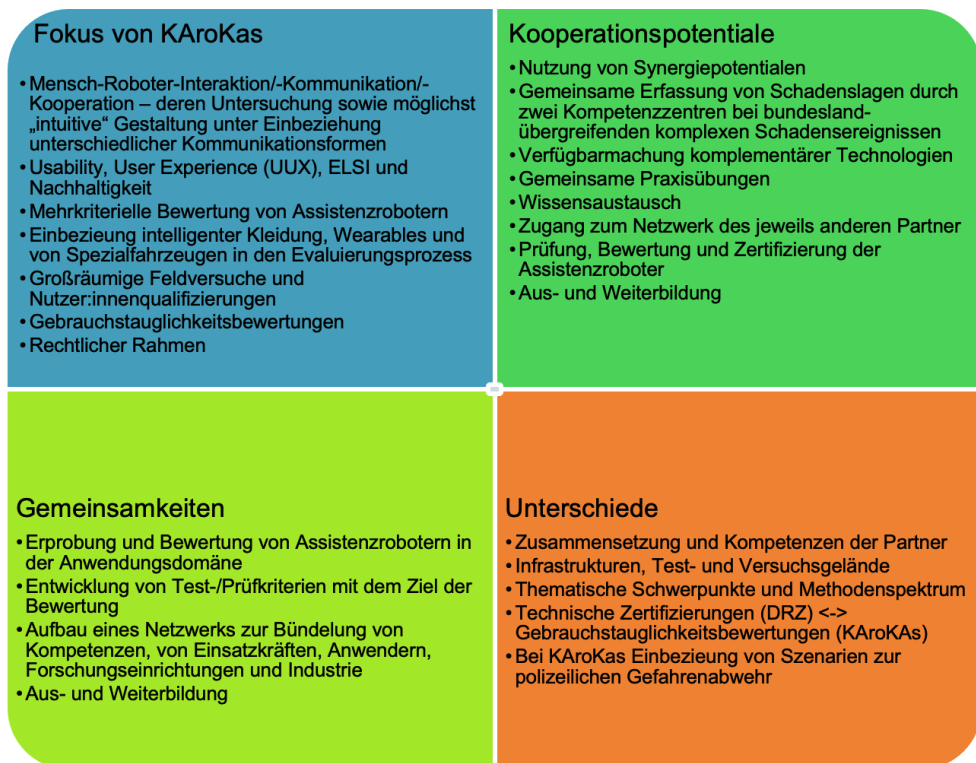 Fokus von KAroKas
• Mensch-Roboter-Interaktion/-Kommunikation/-
Kooperation – deren Untersuchung sowie möglichst
„intuitive“ Gestaltung unter Einbeziehung
unterschiedlicher Kommunikationsformen
• Usability, User Experience (UUX), ELSI und
Nachhaltigkeit
• Mehrkriterielle Bewertung von Assistenzrobotern
• Einbezieung intelligenter Kleidung, Wearables und
von Spezialfahrzeugen in den Evaluierungsprozess
• Großräumige Feldversuche und
Nutzer:innenqualifizierungen
• Gebrauchstauglichkeitsbewertungen
• Rechtlicher Rahmen
Kooperationspotentiale
• Nutzung von Synergiepotentialen
• Gemeinsame Erfassung von Schadenslagen durch
zwei Kompetenzzentren bei bundesland-
übergreifenden komplexen Schadensereignissen
• Verfügbarmachung komplementärer Technologien
• Gemeinsame Praxisübungen
• Wissensaustausch
• Zugang zum Netzwerk des jeweils anderen Partner
• Prüfung, Bewertung und Zertifizierung der
Assistenzroboter
• Aus- und Weiterbildung
Gemeinsamkeiten
• Erprobung und Bewertung von Assistenzrobotern in
der Anwendungsdomäne
• Entwicklung von Test-/Prüfkriterien mit dem Ziel der
Bewertung
• Aufbau eines Netzwerks zur Bündelung von
Kompetenzen, von Einsatzkräften, Anwendern,
Forschungseinrichtungen und Industrie
• Aus- und Weiterbildung
Unterschiede
• Zusammensetzung und Kompetenzen der Partner
• Infrastrukturen, Test- und Versuchsgelände
• Thematische Schwerpunkte und Methodenspektrum
• Technische Zertifizierungen (DRZ) <->
Gebrauchstauglichkeitsbewertungen (KAroKAs)
• Bei KAroKas Einbezieung von Szenarien zur
polizeilichen Gefahrenabwehr